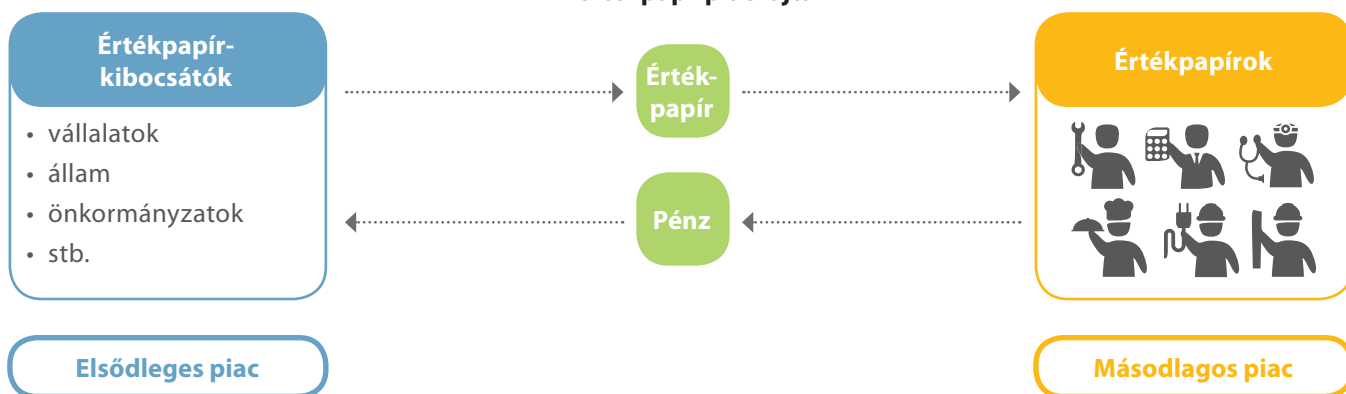 Értékpapír-
kibocsátók
• vállalatok
• állam
• önkormányzatok
• stb.
Érték-
papír
Pénz
Értékpapírok
Elsődleges piac
Másodlagos piac